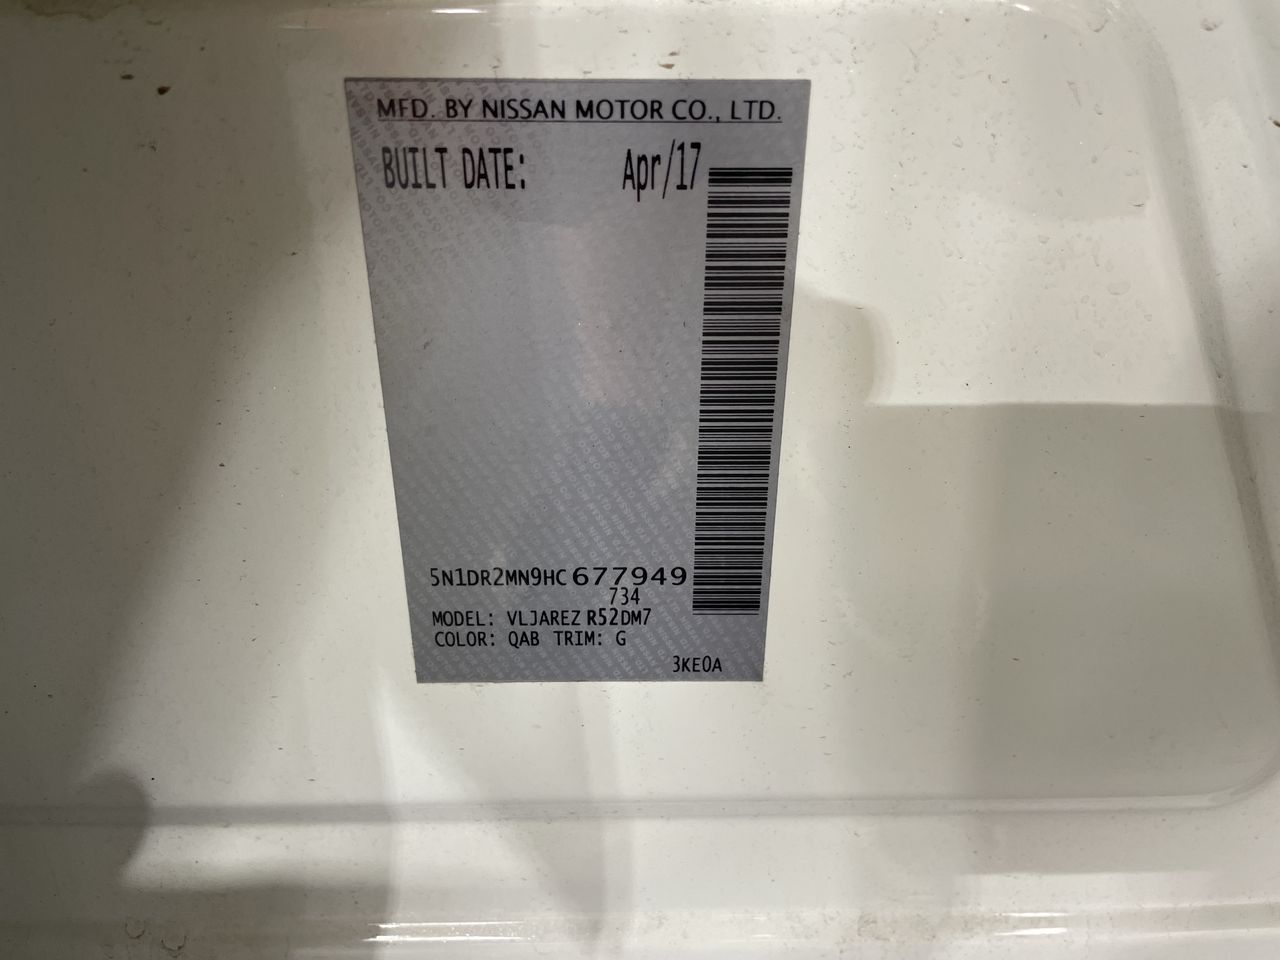 MFD. BY NISSAN MOTOR CO., LTD.
BUILT DATE: Apr/17
5N1DR2MN9HC677949
734
MODEL: VLJAREZ R52DM7
COLOR: QAB TRIM: G
3KE0A